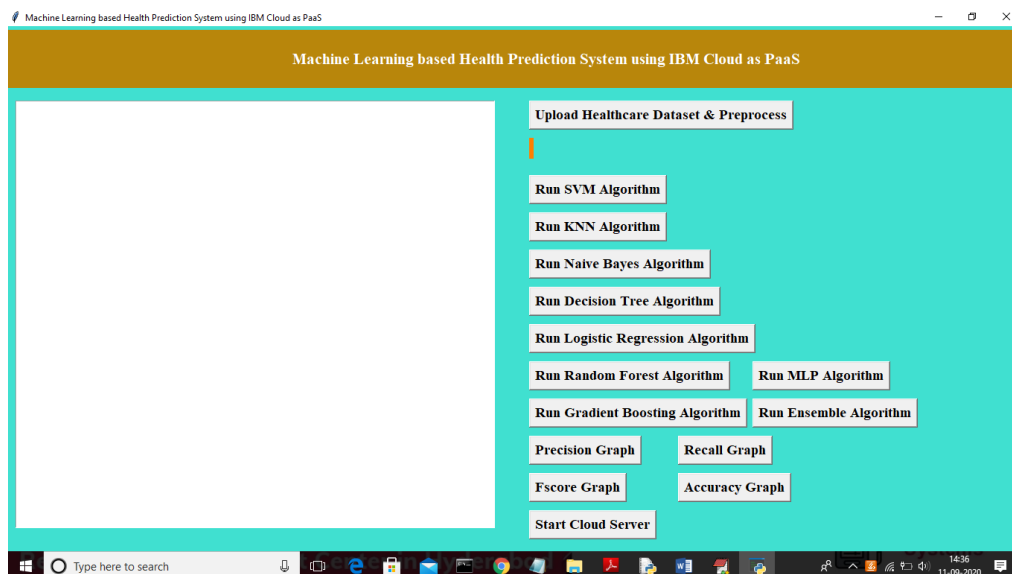 Machine Learning based Health Prediction System using IBM Cloud as PaaS
Machine Learning based Health Prediction System using IBM Cloud as PaaS
Upload Healthcare Dataset & Preprocess
Run SVM Algorithm
Run KNN Algorithm
Run Naive Bayes Algorithm
Run Decision Tree Algorithm
Run Logistic Regression Algorithm
Run Random Forest Algorithm Run MLP Algorithm
Run Gradient Boosting Algorithm Run Ensemble Algorithm
Precision Graph Recall Graph
Fscore Graph Accuracy Graph
Start Cloud Server
Type here to search
14:36
11-09-2020